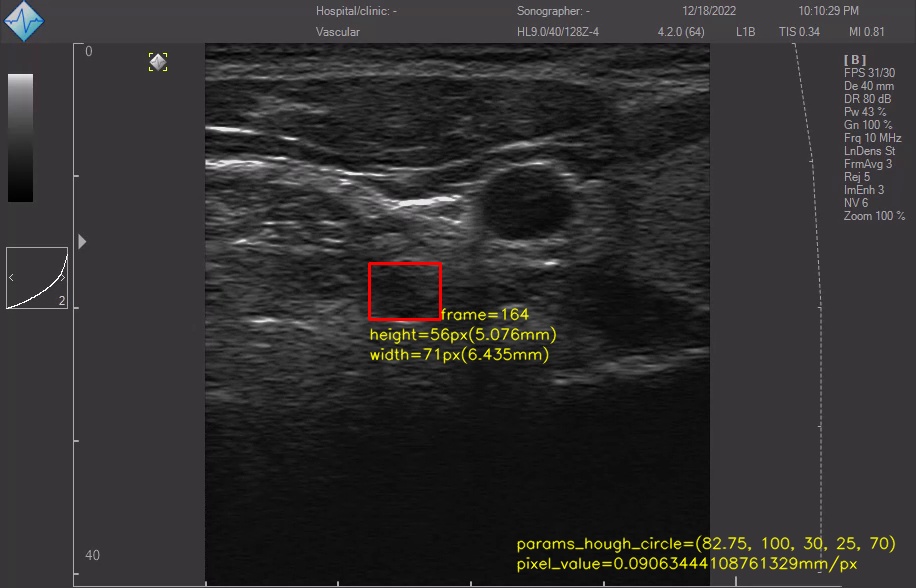 Hospital/clinic: - Sonographer: - 12/18/2022 10:10:29 PM
Vascular HL9.0/40/128Z-4 4.2.0 (64) L1B TIS 0.34 MI 0.81
0
[ B ]
FPS 31/30
De 40 mm
DR 80 dB
Pw 43 %
Gn 100 %
Frq 10 MHz
LnDens St
FrmAvg 3
Rej 5
ImEnh 3
NV 6
Zoom 100 %
2
2
frame=164
height=56px(5.076mm)
width=71px(6.435mm)
40
params_hough_circle=(82.75, 100, 30, 25, 70)
pixel_value=0.09063444108761329mm/px